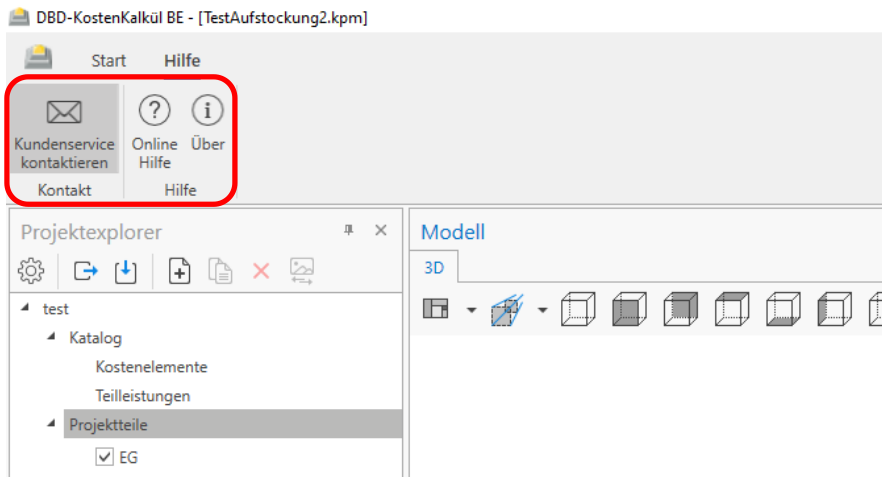 DBD-KostenKalkül BE - [TestAufstockung2.kpm]
Start Hilfe
Kundenservice kontaktieren
Online Hilfe
Über
Kontakt
Hilfe
Projektexplorer
Modell
3D
test
Katalog
Kostenelemente
Teilleistungen
Projektteile
EG